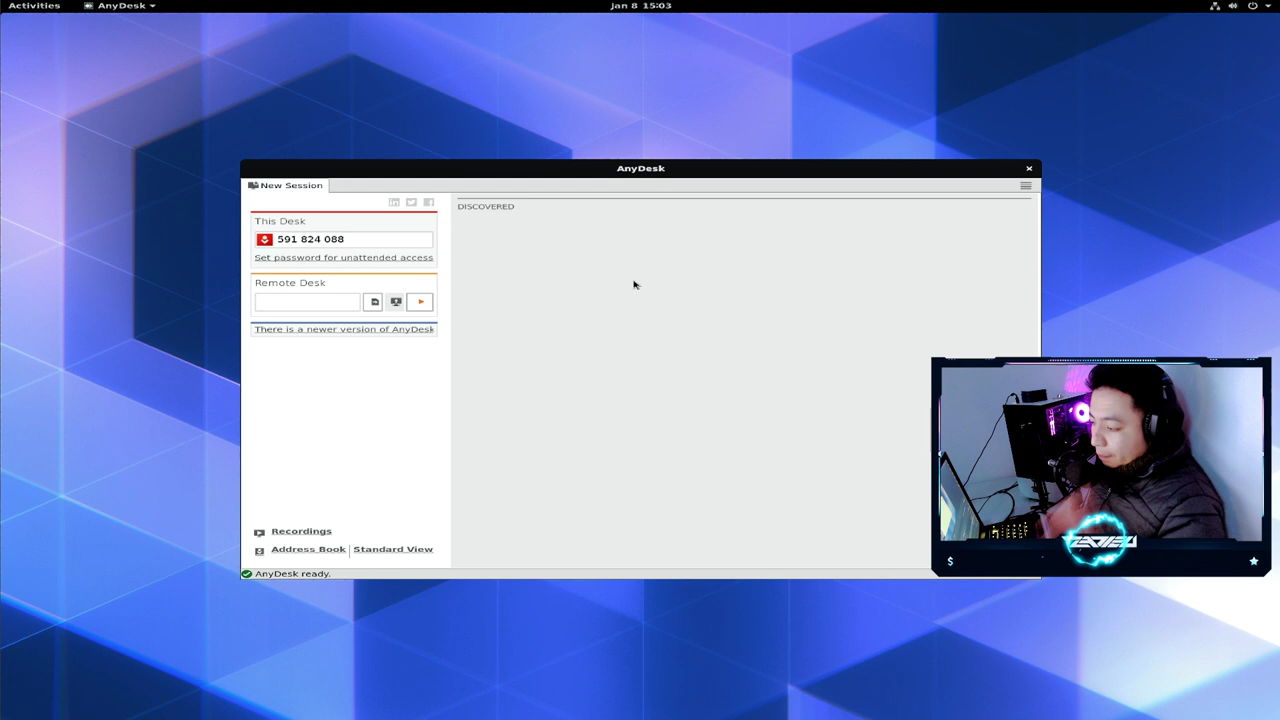 Activities
AnyDesk
Jan 8 15:03
AnyDesk
New Session
This Desk
591 824 088
Set password for unattended access
Remote Desk
There is a newer version of AnyDesk
DISCOVERED
Recordings
Address Book | Standard View
AnyDesk ready.
$